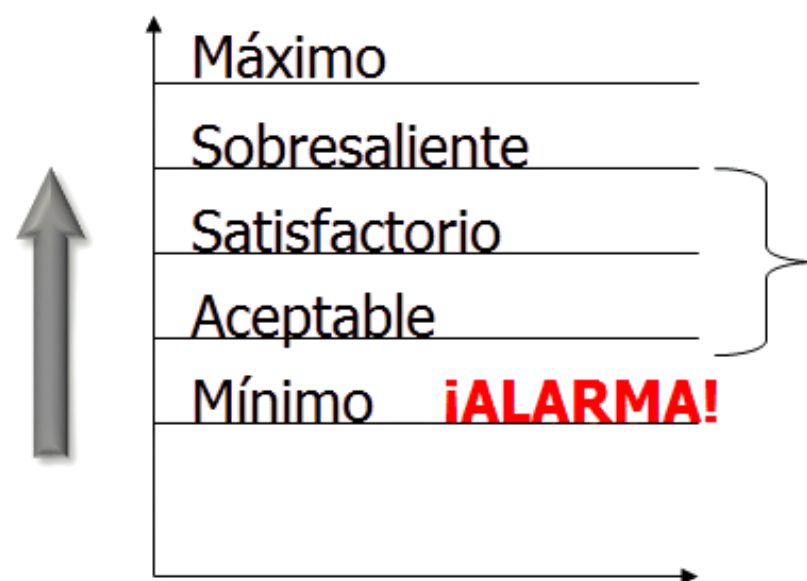 Máximo
Sobresaliente
Satisfactorio
Aceptable
Mínimo ¡ALARMA!